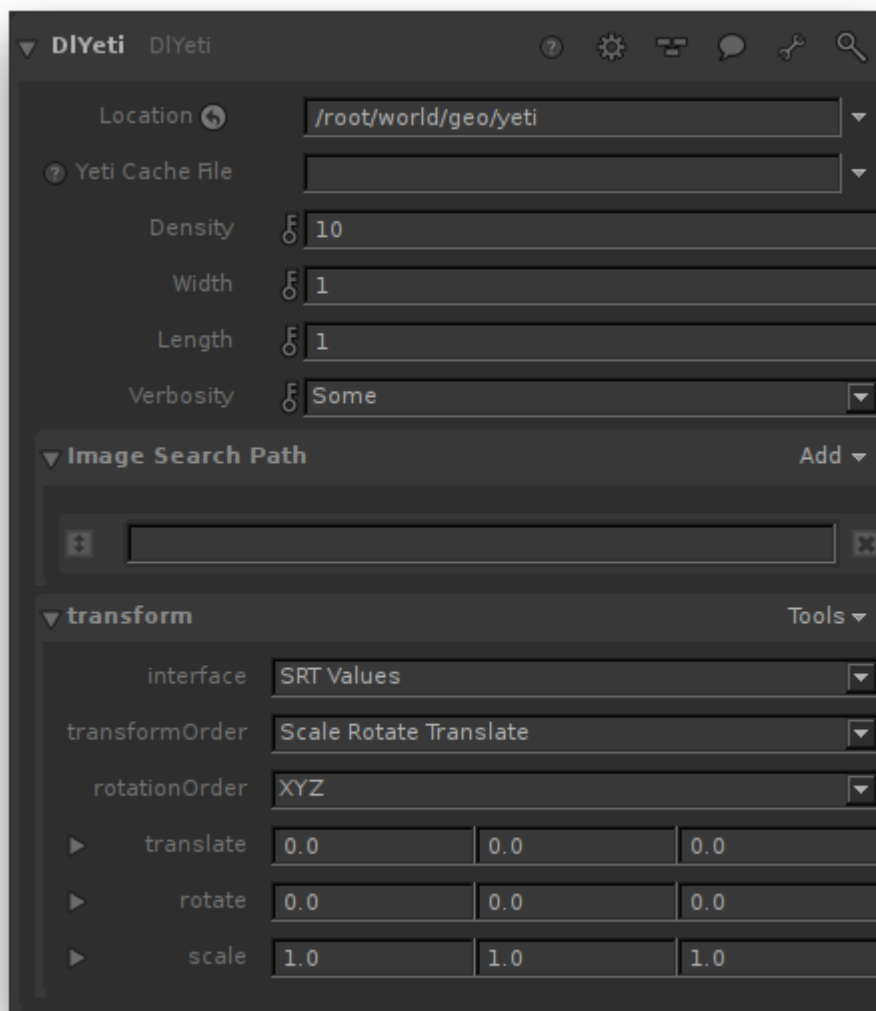 DlYeti DlYeti
Location /root/world/geo/yeti
Yeti Cache File
Density 10
Width 1
Length 1
Verbosity Some
Image Search Path Add
transform Tools
interface SRT Values
transformOrder Scale Rotate Translate
rotationOrder XYZ
translate 0.0 0.0 0.0
rotate 0.0 0.0 0.0
scale 1.0 1.0 1.0